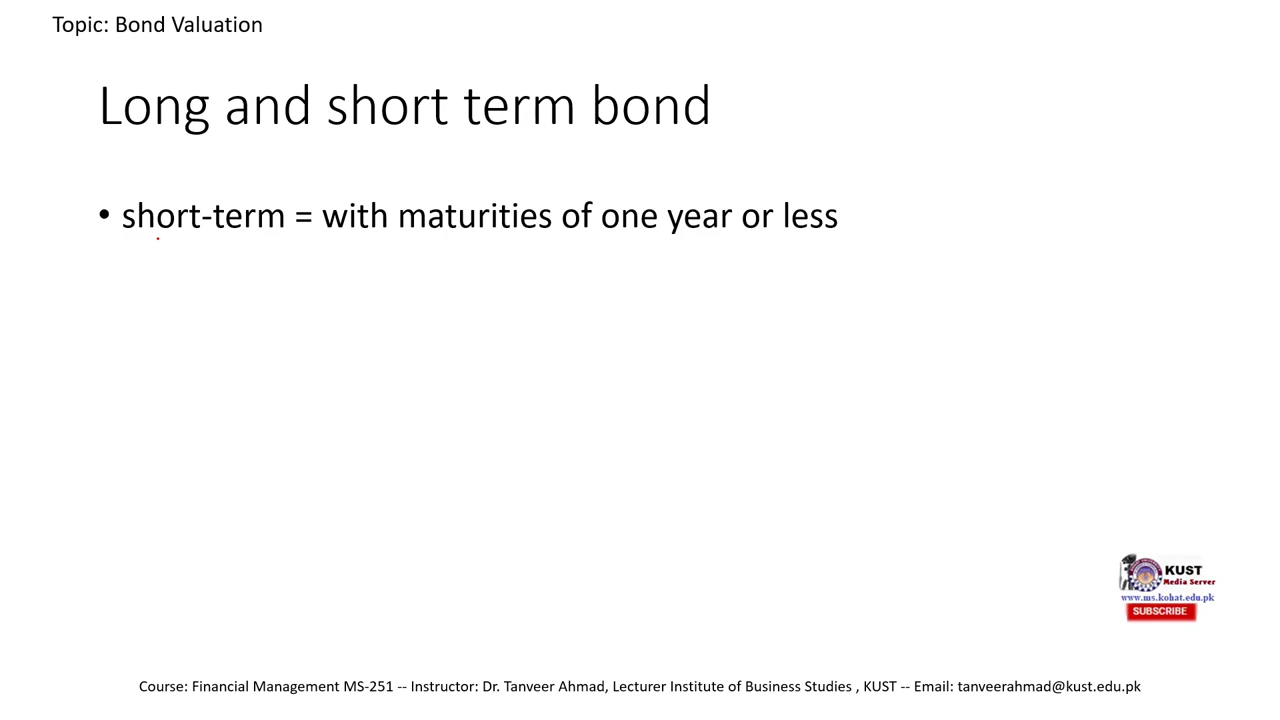 Topic: Bond Valuation
Long and short term bond
• short-term = with maturities of one year or less
KUST
Media Server
www.ms.kohat.edu.pk
SUBSCRIBE
Course: Financial Management MS-251 -- Instructor: Dr. Tanveer Ahmad, Lecturer Institute of Business Studies , KUST -- Email: tanveerahmad@kust.edu.pk